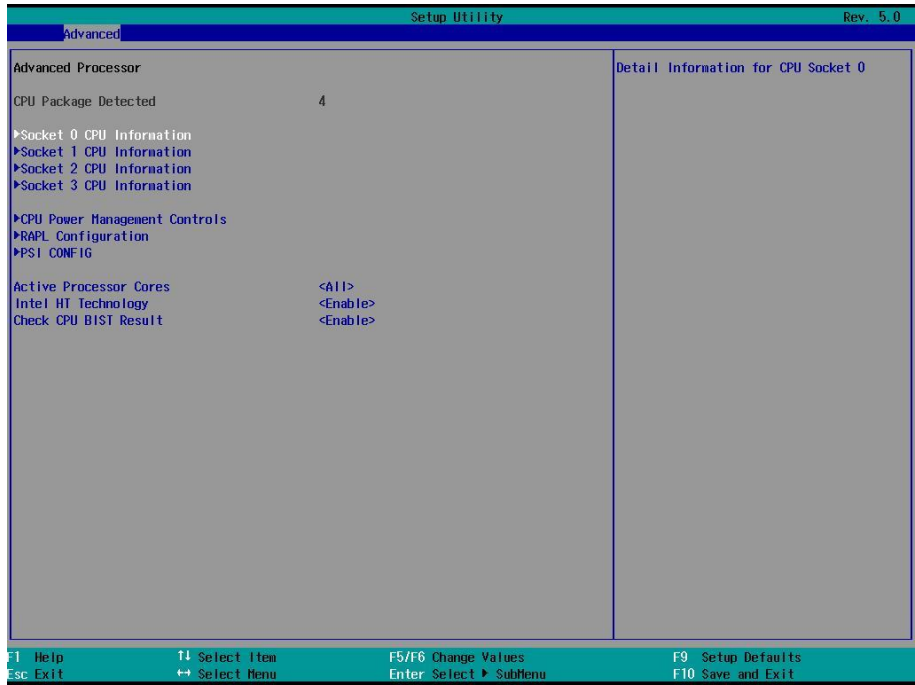 Setup Utility Rev. 5.0
Advanced
Advanced Processor
Detail Information for CPU Socket 0
CPU Package Detected 4
▶Socket 0 CPU Information
▶Socket 1 CPU Information
▶Socket 2 CPU Information
▶Socket 3 CPU Information
▶CPU Power Management Controls
▶RAPL Configuration
▶PSI CONFIG
Active Processor Cores <All>
Intel HT Technology <Enable>
Check CPU BIST Result <Enable>
F1 Help ↑↓ Select Item F5/F6 Change Values F9 Setup Defaults
Esc Exit ↔ Select Menu Enter Select ▶ SubMenu F10 Save and Exit